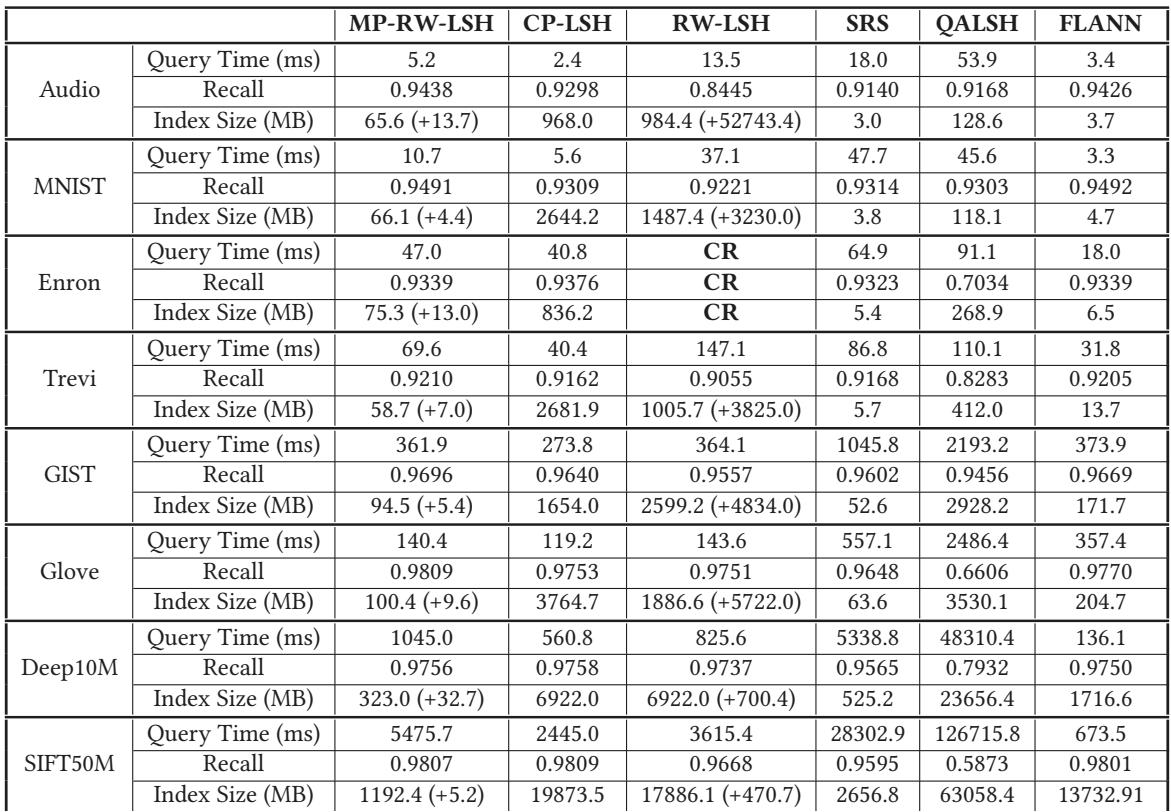 MP-RW-LSH CP-LSH RW-LSH SRS QALSH FLANN
Audio
Query Time (ms) 5.2 2.4 13.5 18.0 53.9 3.4
Recall 0.9438 0.9298 0.8445 0.9140 0.9168 0.9426
Index Size (MB) 65.6 (+13.7) 968.0 984.4 (+52743.4) 3.0 128.6 3.7
MNIST
Query Time (ms) 10.7 5.6 37.1 47.7 45.6 3.3
Recall 0.9491 0.9309 0.9221 0.9314 0.9303 0.9492
Index Size (MB) 66.1 (+4.4) 2644.2 1487.4 (+3230.0) 3.8 118.1 4.7
Enron
Query Time (ms) 47.0 40.8 CR 64.9 91.1 18.0
Recall 0.9339 0.9376 CR 0.9323 0.7034 0.9339
Index Size (MB) 75.3 (+13.0) 836.2 CR 5.4 268.9 6.5
Trevi
Query Time (ms) 69.6 40.4 147.1 86.8 110.1 31.8
Recall 0.9210 0.9162 0.9055 0.9168 0.8283 0.9205
Index Size (MB) 58.7 (+7.0) 2681.9 1005.7 (+3825.0) 5.7 412.0 13.7
GIST
Query Time (ms) 361.9 273.8 364.1 1045.8 2193.2 373.9
Recall 0.9696 0.9640 0.9557 0.9602 0.9456 0.9669
Index Size (MB) 94.5 (+5.4) 1654.0 2599.2 (+4834.0) 52.6 2928.2 171.7
Glove
Query Time (ms) 140.4 119.2 143.6 557.1 2486.4 357.4
Recall 0.9809 0.9753 0.9751 0.9648 0.6606 0.9770
Index Size (MB) 100.4 (+9.6) 3764.7 1886.6 (+5722.0) 63.6 3530.1 204.7
Deep10M
Query Time (ms) 1045.0 560.8 825.6 5338.8 48310.4 136.1
Recall 0.9756 0.9758 0.9737 0.9565 0.7932 0.9750
Index Size (MB) 323.0 (+32.7) 6922.0 6922.0 (+700.4) 525.2 23656.4 1716.6
SIFT50M
Query Time (ms) 5475.7 2445.0 3615.4 28302.9 126715.8 673.5
Recall 0.9807 0.9809 0.9668 0.9595 0.5873 0.9801
Index Size (MB) 1192.4 (+5.2) 19873.5 17886.1 (+470.7) 2656.8 63058.4 13732.91